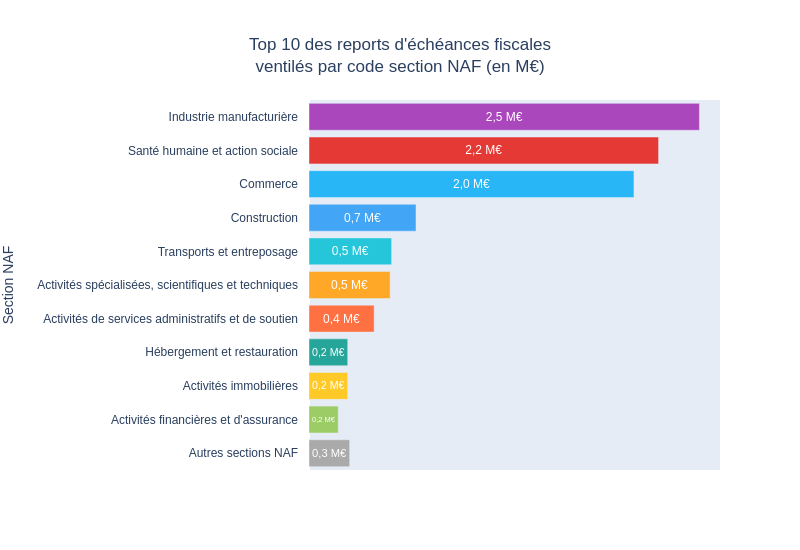 Top 10 des reports d'échéances fiscales
ventilés par code section NAF (en M€)
Section NAF
Industrie manufacturière 2,5 M€
Santé humaine et action sociale 2,2 M€
Commerce 2,0 M€
Construction 0,7 M€
Transports et entreposage 0,5 M€
Activités spécialisées, scientifiques et techniques 0,5 M€
Activités de services administratifs et de soutien 0,4 M€
Hébergement et restauration 0,2 M€
Activités immobilières 0,2 M€
Activités financières et d'assurance 0,2 M€
Autres sections NAF 0,3 M€